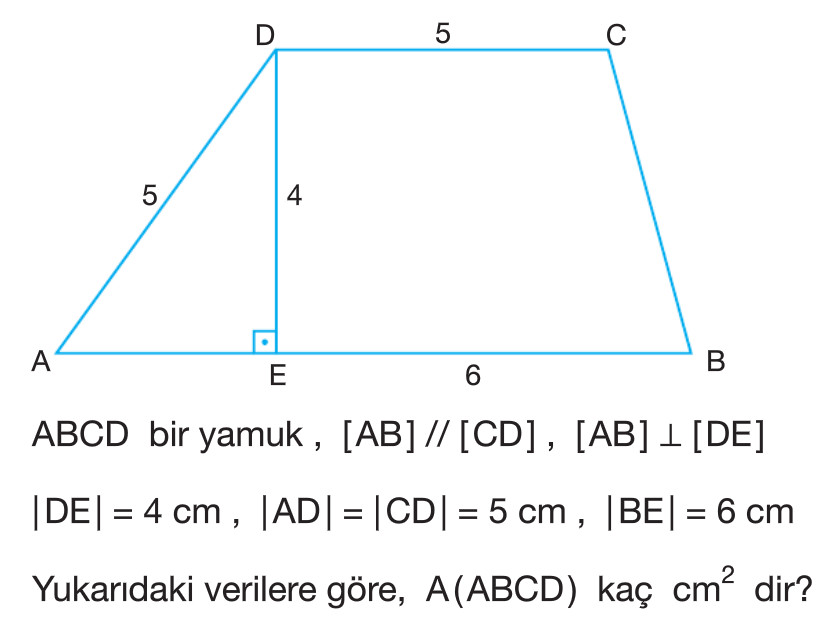 D 5 C
5 4
A E 6 B
ABCD bir yamuk , [AB] // [CD] , [AB] ⊥ [DE]
|DE| = 4 cm , |AD| = |CD| = 5 cm , |BE| = 6 cm
Yukarıdaki verilere göre, A(ABCD) kaç cm² dir?